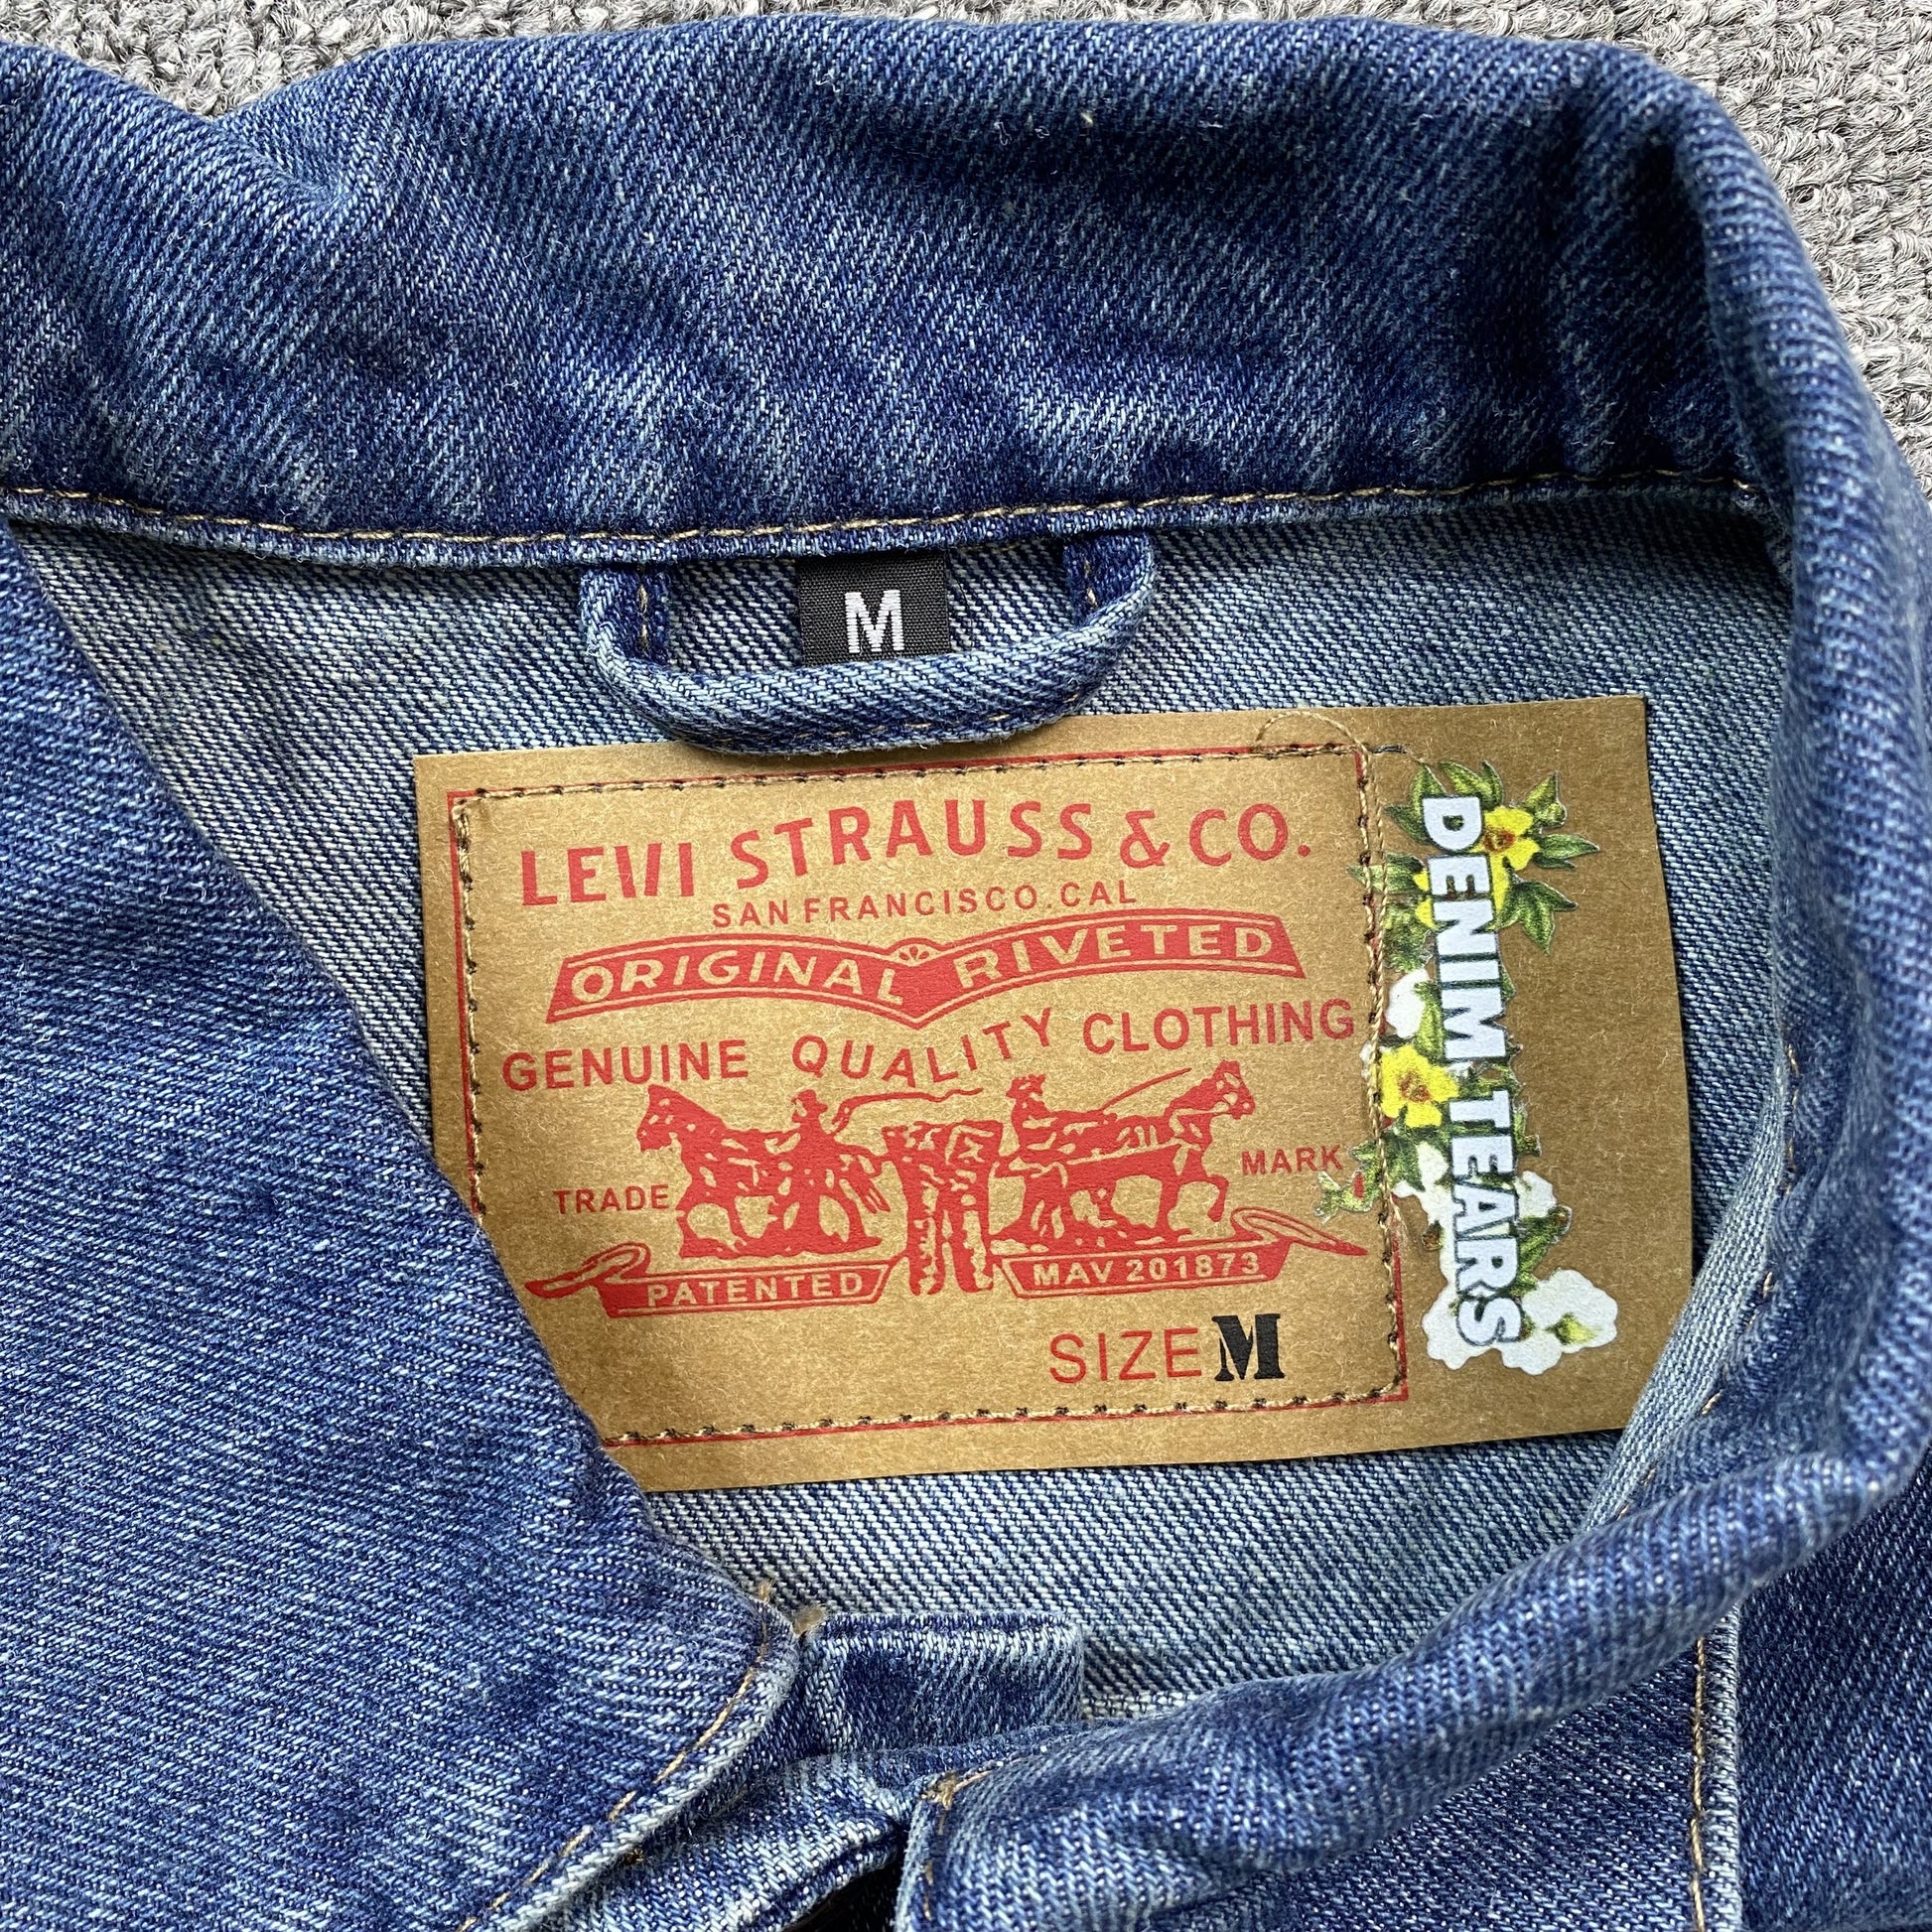 M
LEVI STRAUSS & CO.
SAN FRANCISCO.CAL
ORIGINAL RIVETED
GENUINE QUALITY CLOTHING
TRADE MARK
PATENTED MAV 201873
SIZE M
DENIM TEARS